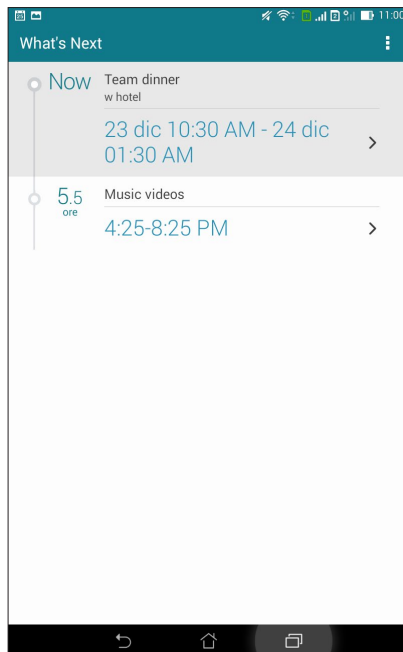 11:00
What's Next
Now
Team dinner
w hotel
23 dic 10:30 AM - 24 dic
01:30 AM
5.5
ore
Music videos
4:25-8:25 PM